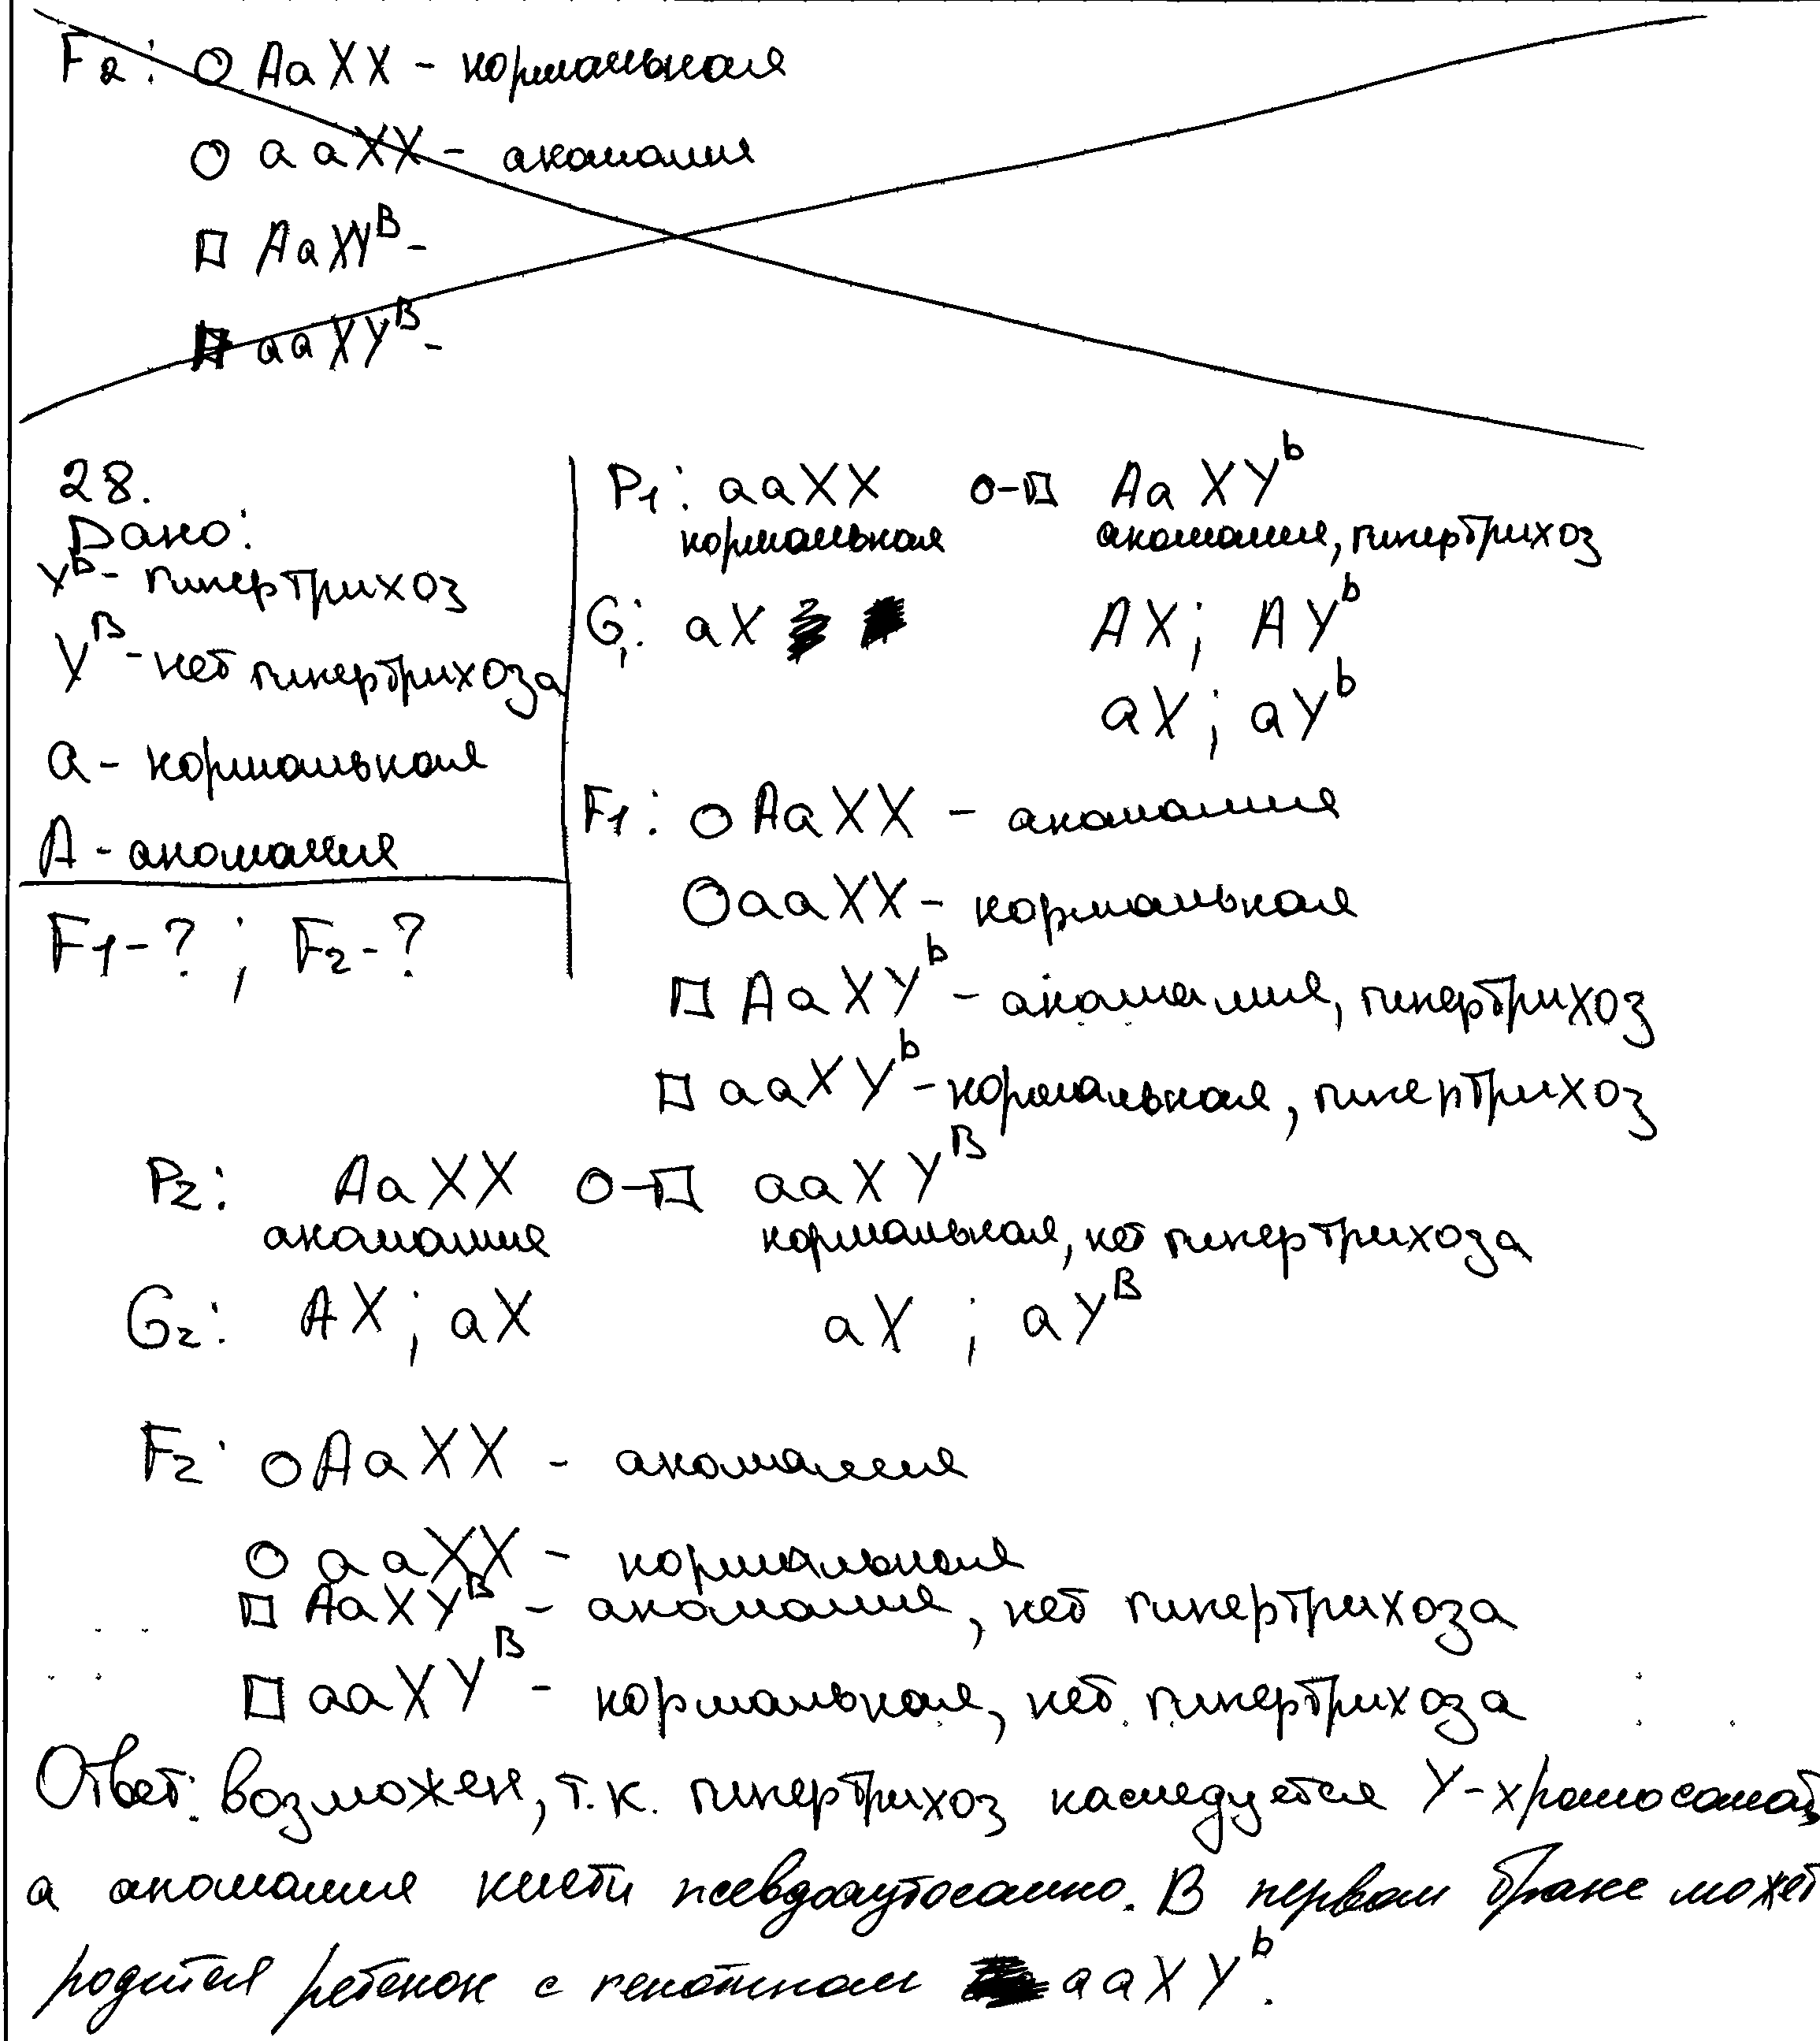 F2: ○ AaXX - нормальная
○ aaXX - аномалия
□ AaXY^B -
□ aaXY^B -
28.
Дано:
Y^b - гипертрихоз
Y^B - нет гипертрихоза
a - нормальная
A - аномалия
F1 - ? ; F2 - ?
P1: aaXX ○-□ AaXY^b
нормальная аномалия, гипертрихоз
G1: aX AX; AY^b
aX; aY^b
F1: ○ AaXX - аномалия
○ aaXX - нормальная
□ AaXY^b - аномалия, гипертрихоз
□ aaXY^b - нормальная, гипертрихоз
P2: AaXX ○-□ aaXY^B
аномалия нормальная, нет гипертрихоза
G2: AX; aX aX ; aY^B
F2: ○ AaXX - аномалия
○ aaXX - нормальная
□ AaXY^B - аномалия, нет гипертрихоза
□ aaXY^B - нормальная, нет гипертрихоза
Ответ: возможен, т.к. гипертрихоз наследуется Y-хромосомой,
а аномалия кисти псевдоаутосомно. В первом браке может
родится ребенок с генотипом aaXY^b.